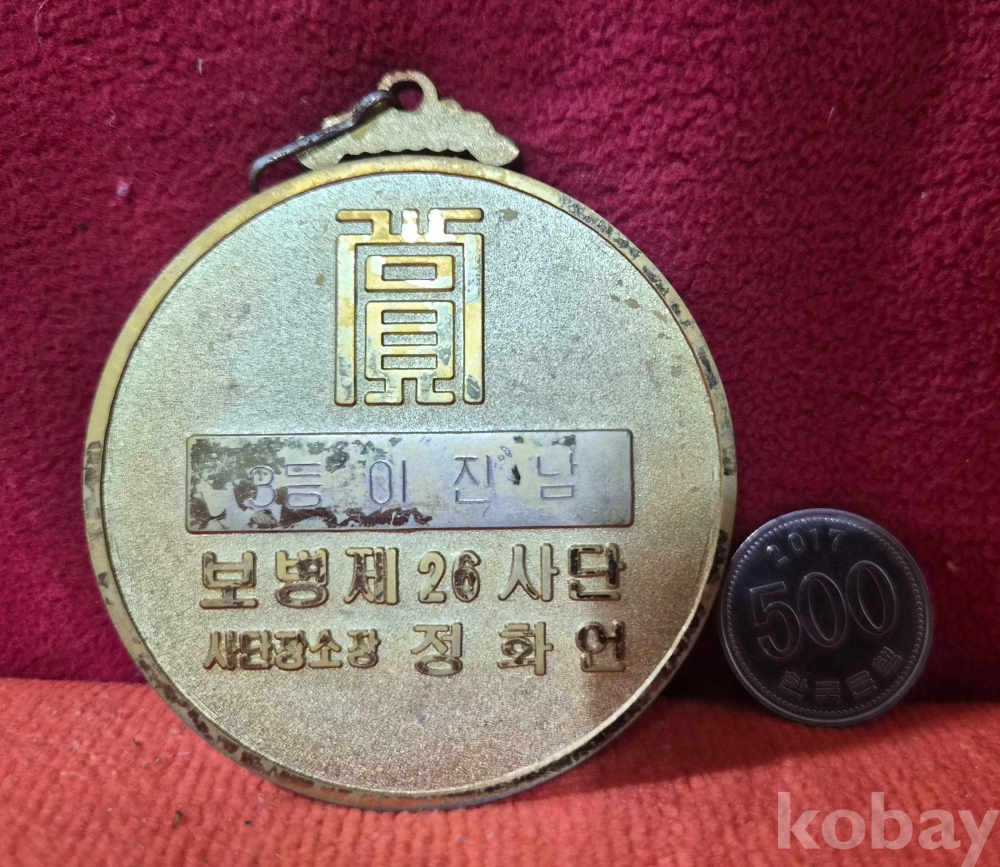 賞
3등 이진남
보병제26사단
사단장소장 정화언
2017
500
한국은행
kobay